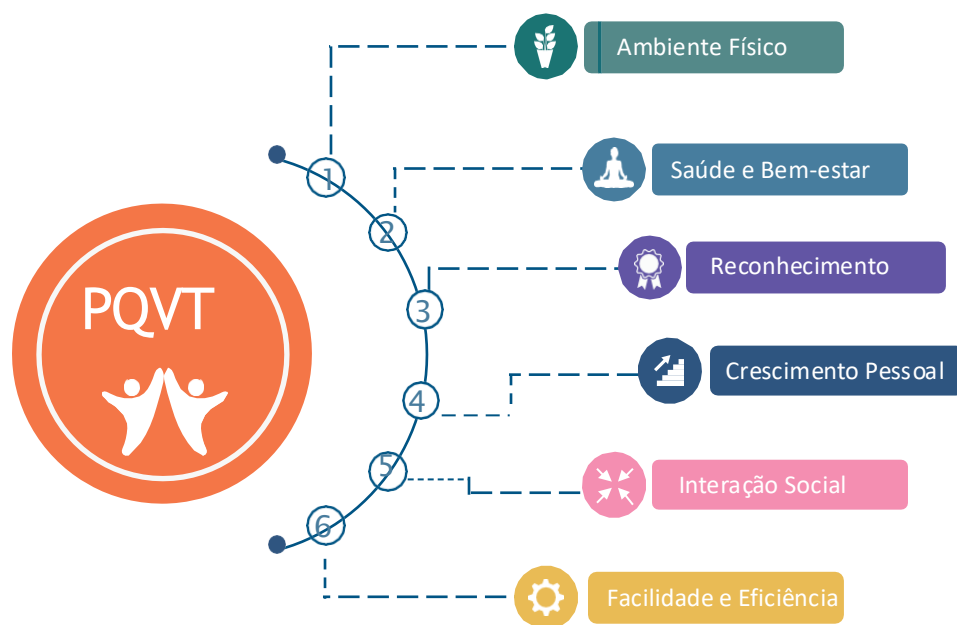 PQVT
1
Ambiente Físico
2
Saúde e Bem-estar
3
Reconhecimento
4
Crescimento Pessoal
5
Interação Social
6
Facilidade e Eficiência